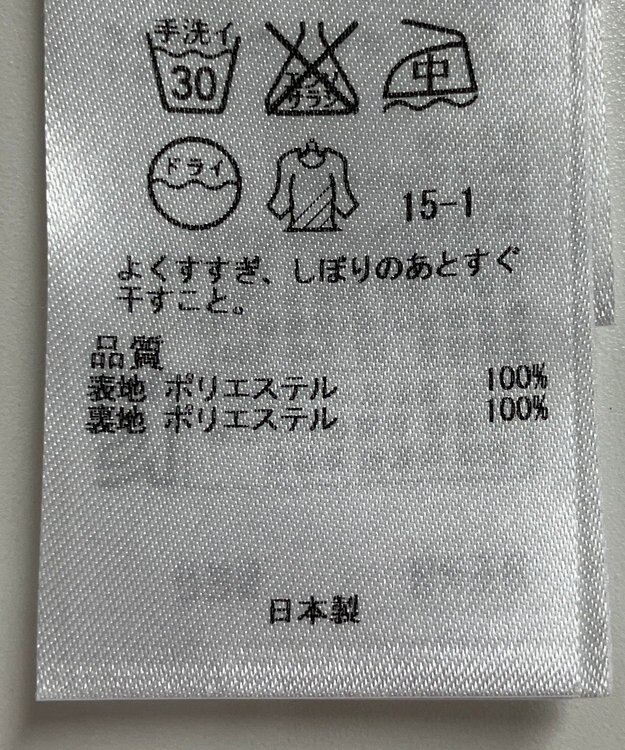 手洗イ
30
エンソ
サラシ
中
ドライ
15-1
よくすすぎ、しぼりのあとすぐ
干すこと。
品質
表地 ポリエステル 100%
裏地 ポリエステル 100%
日本製